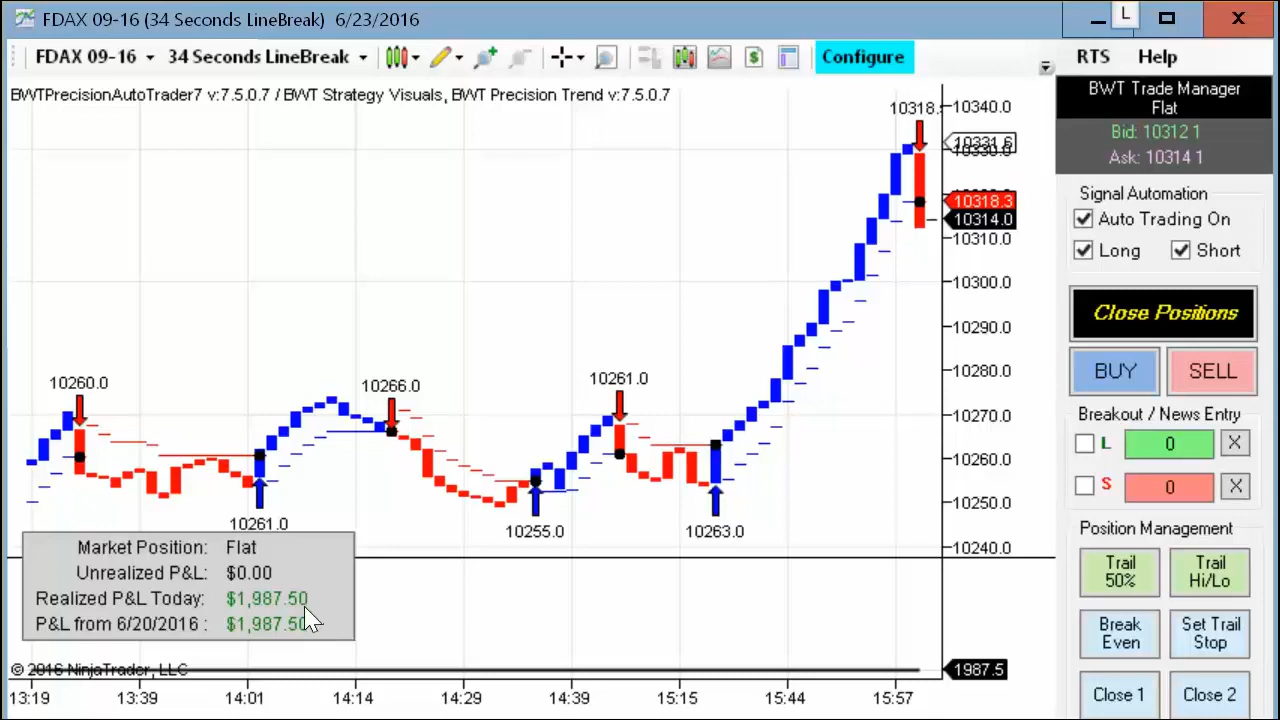 FDAX 09-16 (34 Seconds LineBreak) 6/23/2016
L
FDAX 09-16
34 Seconds LineBreak
Configure
RTS Help
BWTPrecisionAutoTrader7 v:7.5.0.7 / BWT Strategy Visuals, BWT Precision Trend v:7.5.0.7
10318.
10260.0
10266.0
10261.0
10261.0
10255.0
10263.0
10340.0
10331.6
10330.0
10318.3
10314.0
10310.0
10300.0
10290.0
10280.0
10270.0
10260.0
10250.0
10240.0
1987.5
Market Position: Flat
Unrealized P&L: $0.00
Realized P&L Today: $1,987.50
P&L from 6/20/2016 : $1,987.50
© 2016 NinjaTrader, LLC
13:19 13:39 14:01 14:14 14:29 14:39 15:15 15:44 15:57
BWT Trade Manager
Flat
Bid: 10312 1
Ask: 10314 1
Signal Automation
Auto Trading On
Long Short
Close Positions
BUY SELL
Breakout / News Entry
L 0 X
S 0 X
Position Management
Trail 50%
Trail Hi/Lo
Break Even
Set Trail Stop
Close 1 Close 2